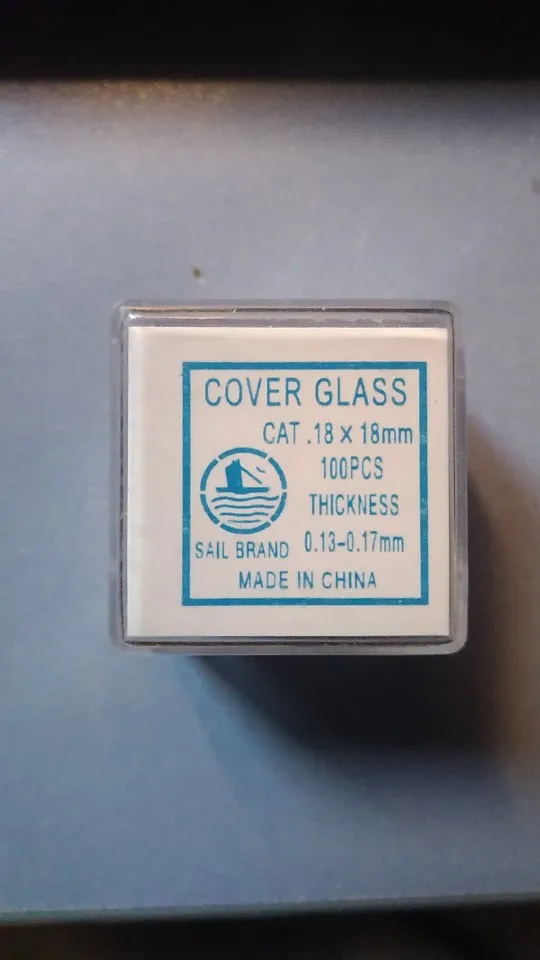 COVER GLASS
CAT .18 x 18mm
100PCS
THICKNESS
0.13-0.17mm
SAIL BRAND
MADE IN CHINA